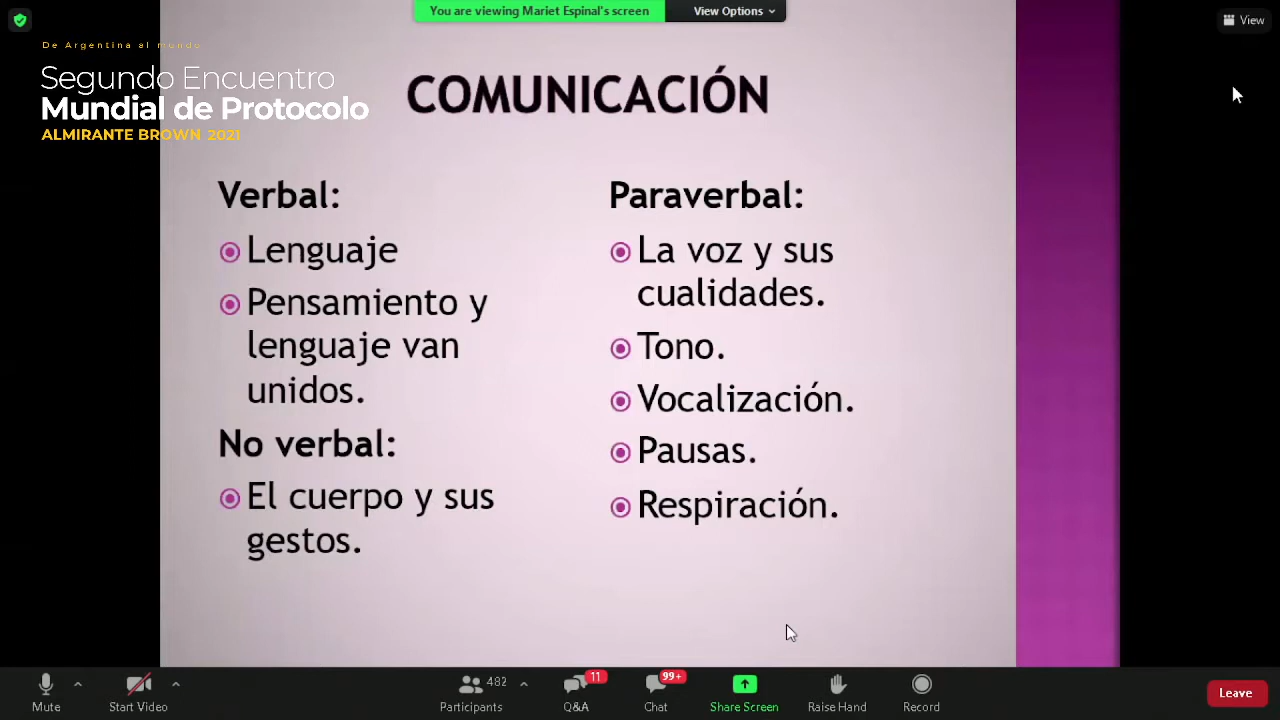 You are viewing Mariet Espinal's screen
View Options
View
De Argentina al mundo
Segundo Encuentro
Mundial de Protocolo
ALMIRANTE BROWN 2021
COMUNICACIÓN
Verbal:
Lenguaje
Pensamiento y
lenguaje van
unidos.
No verbal:
El cuerpo y sus
gestos.
Paraverbal:
La voz y sus
cualidades.
Tono.
Vocalización.
Pausas.
Respiración.
Mute
Start Video
482
Participants
11
Q&A
99+
Chat
Share Screen
Raise Hand
Record
Leave